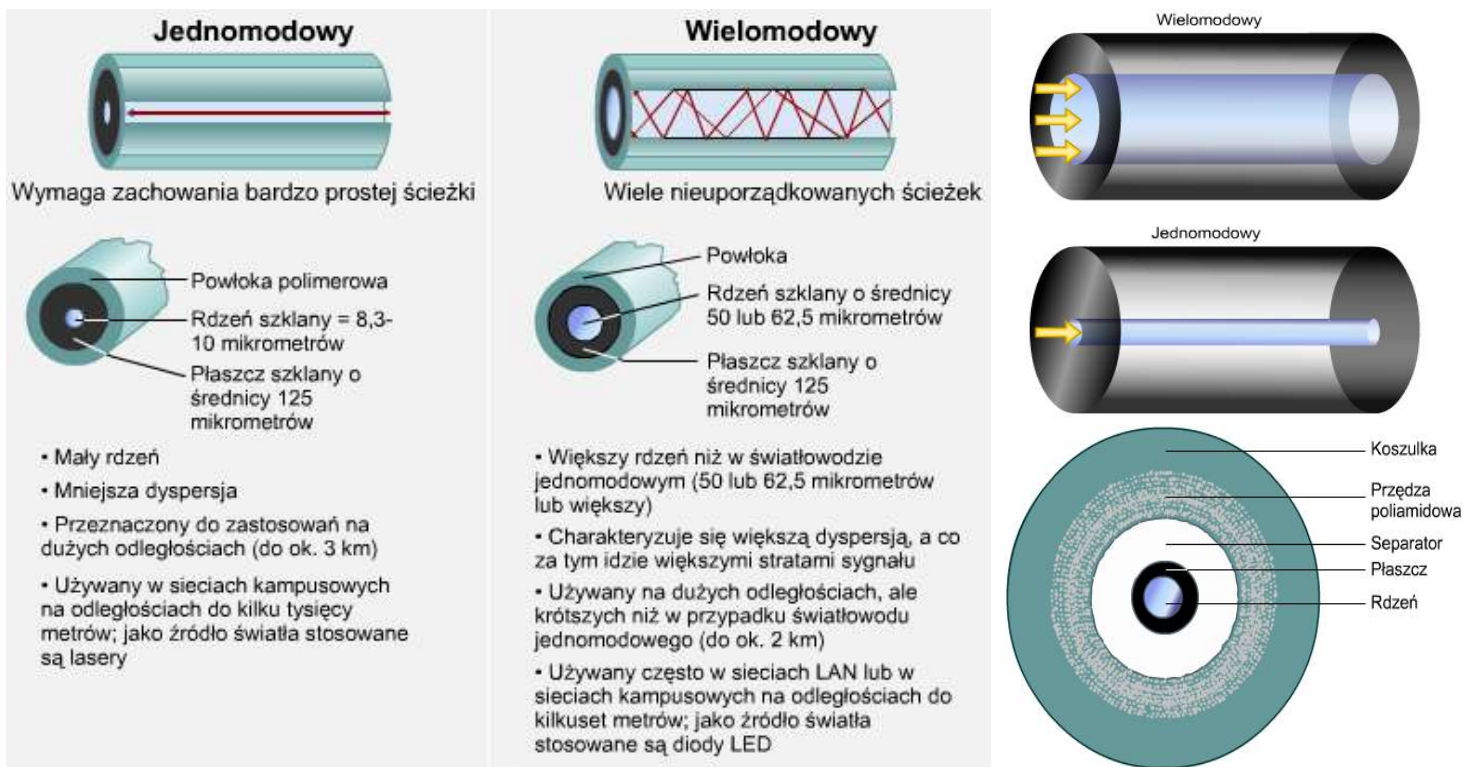 Jednomodowy
Wymaga zachowania bardzo prostej ścieżki
Powłoka polimerowa
Rdzeń szklany = 8,3-
10 mikrometrów
Płaszcz szklany o
średnicy 125
mikrometrów
• Mały rdzeń
• Mniejsza dyspersja
• Przeznaczony do zastosowań na
dużych odległościach (do ok. 3 km)
• Używany w sieciach kampusowych
na odległościach do kilku tysięcy
metrów; jako źródło światła stosowane
są lasery
Wielomodowy
Wiele nieuporządkowanych ścieżek
Powłoka
Rdzeń szklany o średnicy
50 lub 62,5 mikrometrów
Płaszcz szklany o
średnicy 125
mikrometrów
• Większy rdzeń niż w światłowodzie
jednomodowym (50 lub 62,5 mikrometrów
lub większy)
• Charakteryzuje się większą dyspersją, a co
za tym idzie większymi stratami sygnału
• Używany na dużych odległościach, ale
krótszych niż w przypadku światłowodu
jednomodowego (do ok. 2 km)
• Używany często w sieciach LAN lub w
sieciach kampusowych na odległościach do
kilkuset metrów; jako źródło światła
stosowane są diody LED
Wielomodowy
Jednomodowy
Koszulka
Przędza
poliamidowa
Separator
Płaszcz
Rdzeń